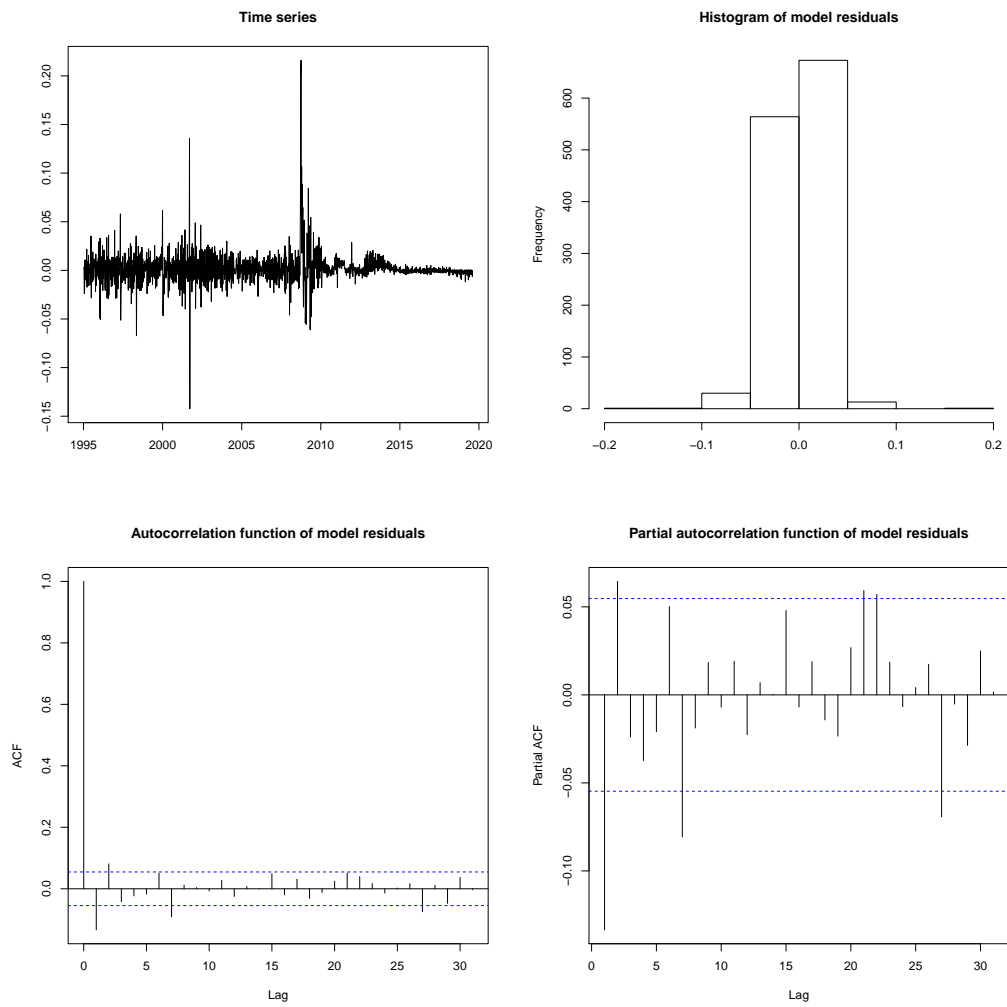 Time series
0.20
0.15
0.10
0.05
0.00
−0.05
−0.10
−0.15
1995 2000 2005 2010 2015 2020
Histogram of model residuals
Frequency
600
500
400
300
200
100
0
−0.2 −0.1 0.0 0.1 0.2
Autocorrelation function of model residuals
ACF
1.0
0.8
0.6
0.4
0.2
0.0
0 5 10 15 20 25 30
Lag
Partial autocorrelation function of model residuals
Partial ACF
0.05
0.00
−0.05
−0.10
0 5 10 15 20 25 30
Lag